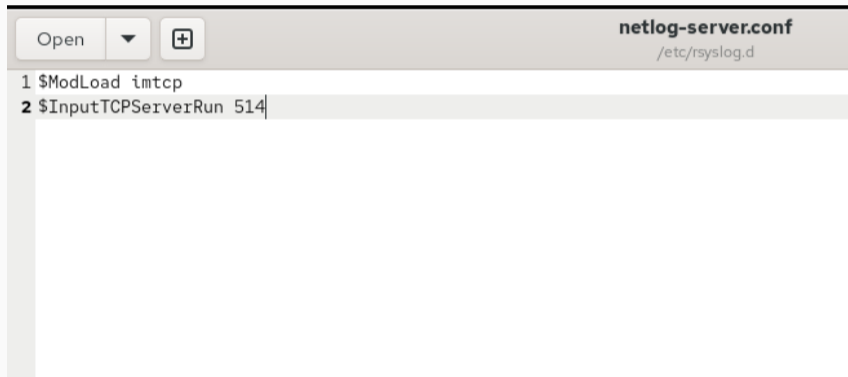 Open
netlog-server.conf
/etc/rsyslog.d
1 $ModLoad imtcp
2 $InputTCPServerRun 514